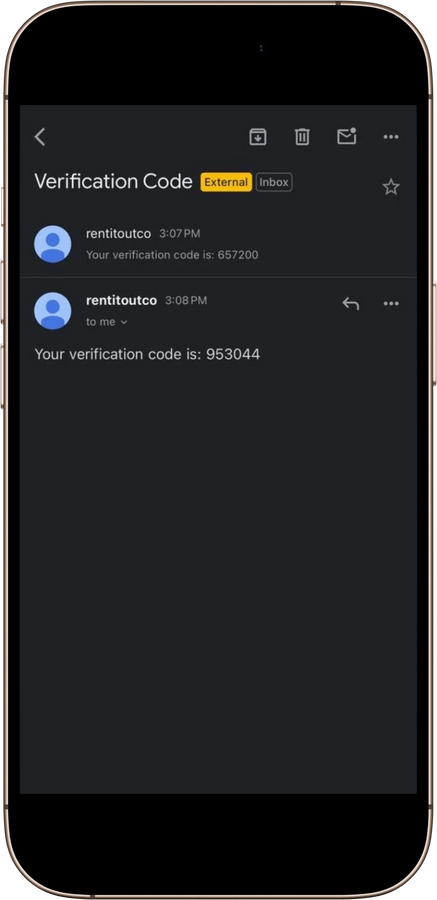 Verification Code External Inbox
rentitoutco 3:07 PM
Your verification code is: 657200
rentitoutco 3:08 PM
to me
Your verification code is: 953044